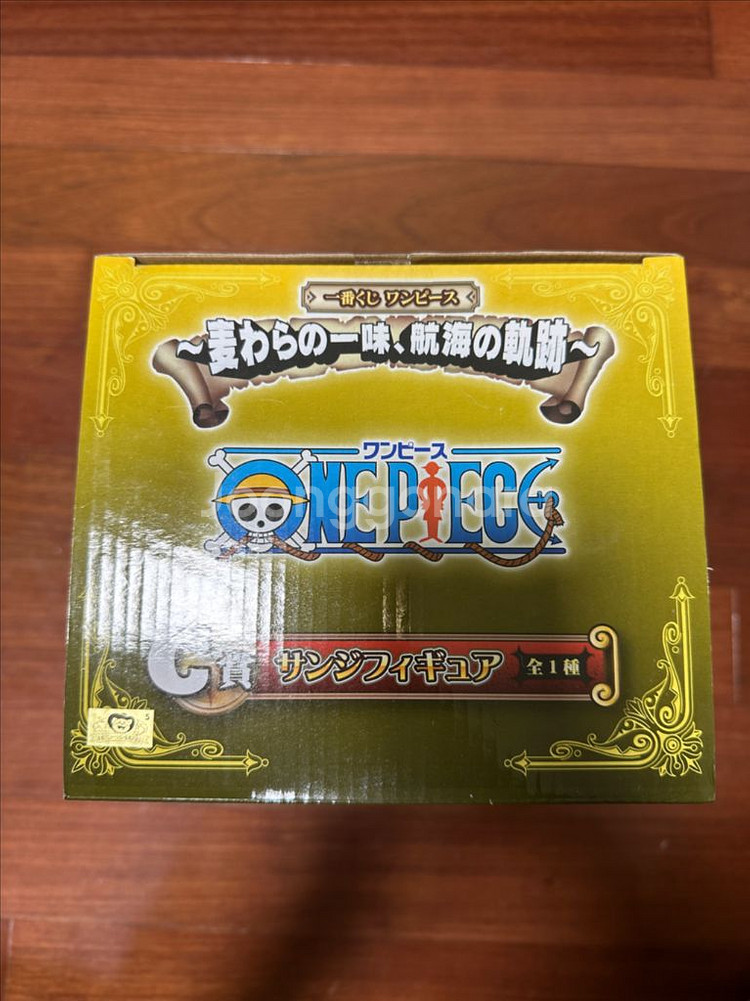 一番くじ ワンピース
～麦わらの一味、航海の軌跡～
ワンピース
ONE PIECE
joonggonara
C賞 サンジフィギュア 全1種